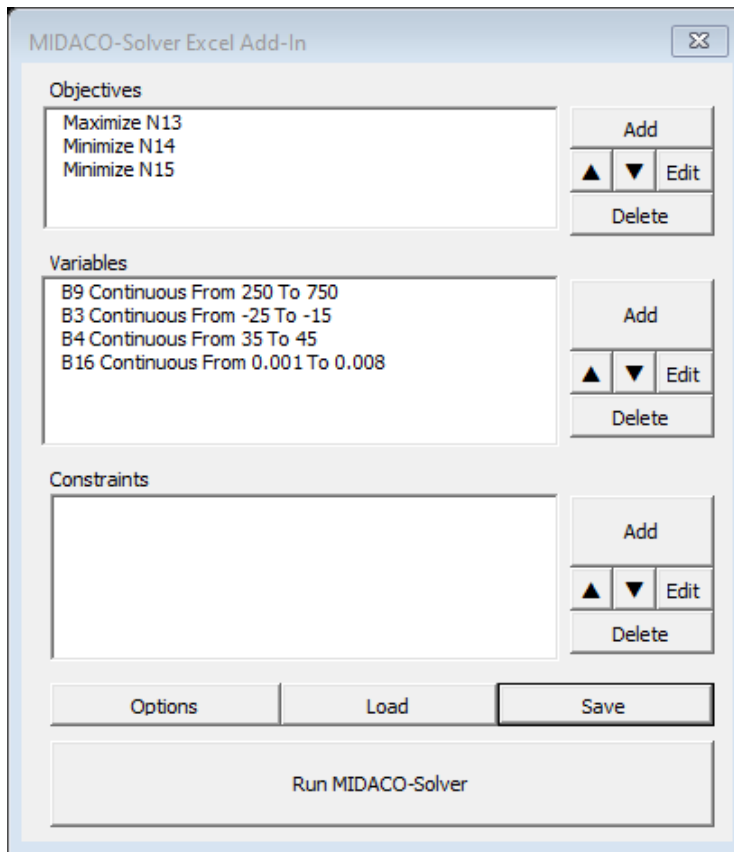 MIDACO-Solver Excel Add-In
Objectives
Maximize N13
Minimize N14
Minimize N15
Add
▲ ▼ Edit
Delete
Variables
B9 Continuous From 250 To 750
B3 Continuous From -25 To -15
B4 Continuous From 35 To 45
B16 Continuous From 0.001 To 0.008
Add
▲ ▼ Edit
Delete
Constraints
Add
▲ ▼ Edit
Delete
Options Load Save
Run MIDACO-Solver